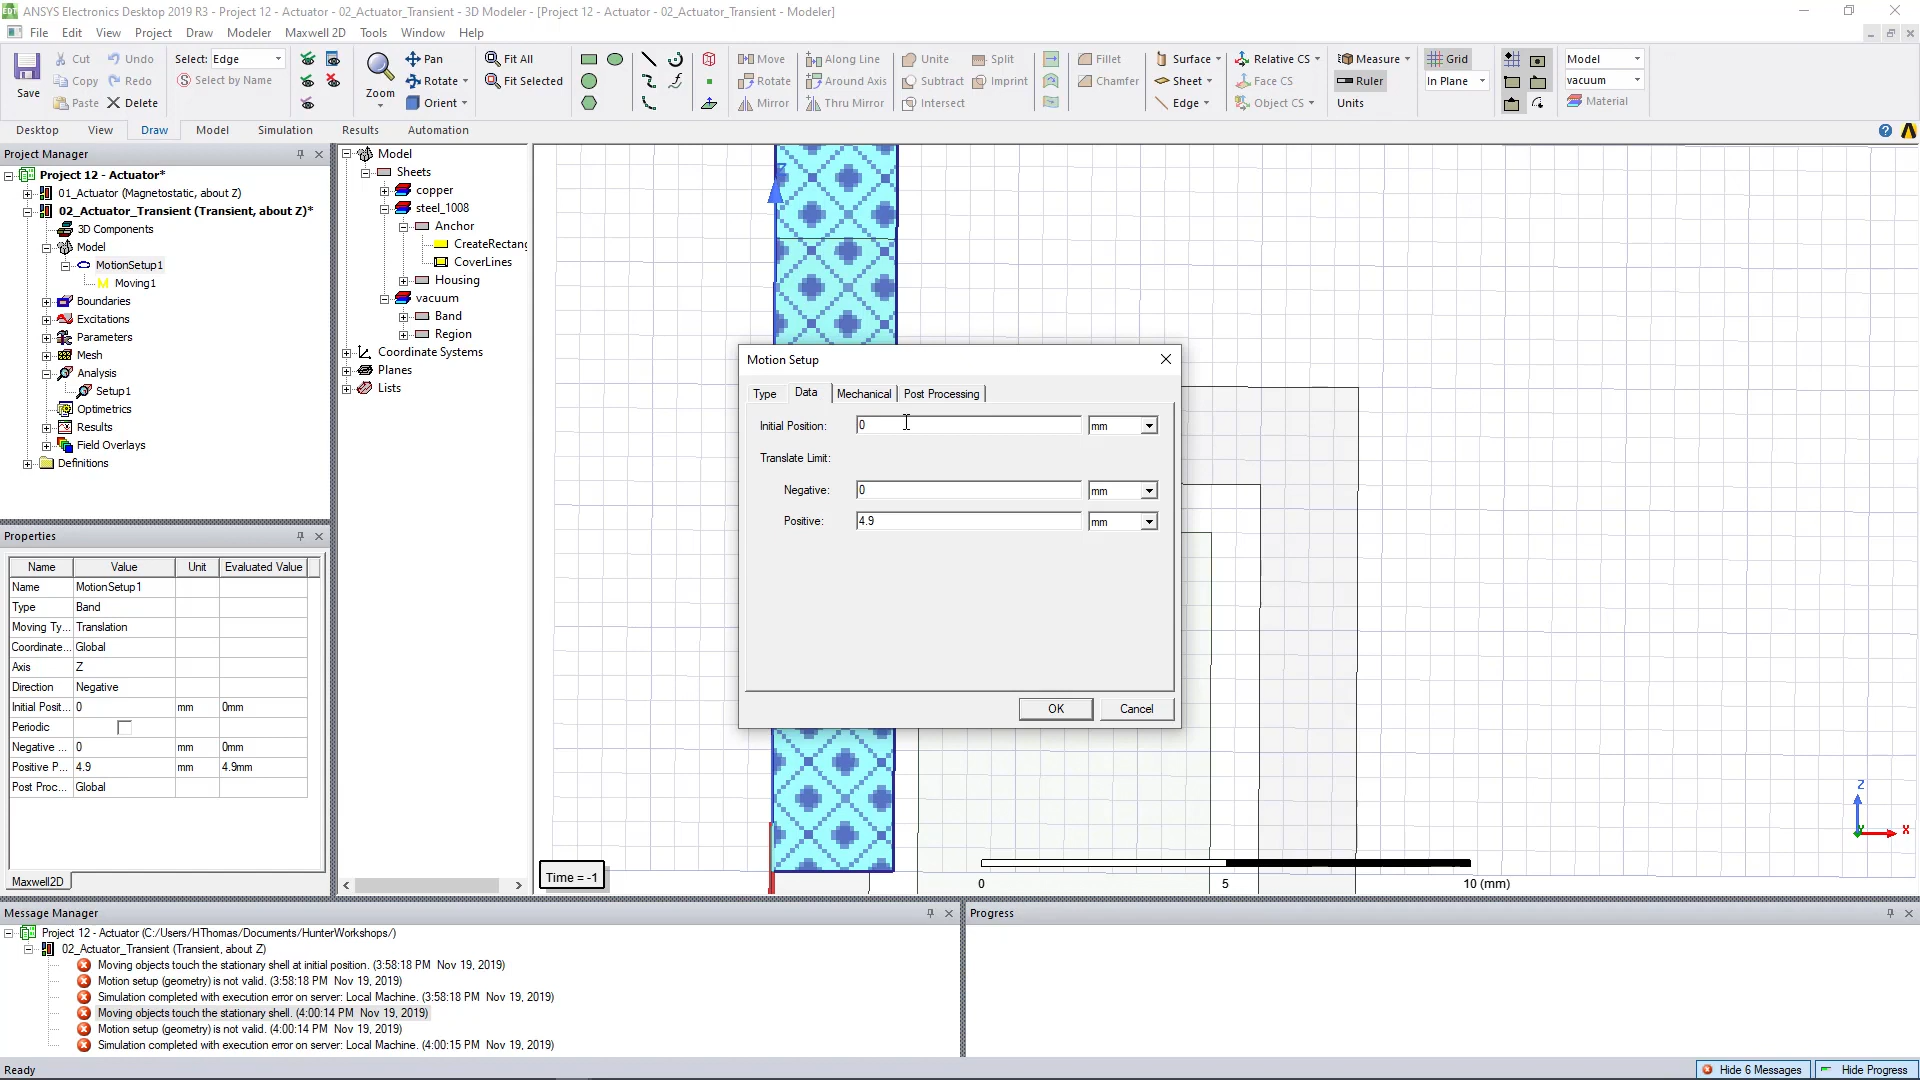 ANSYS Electronics Desktop 2019 R3 - Project 12 - Actuator - 02_Actuator_Transient - 3D Modeler - [Project 12 - Actuator - 02_Actuator_Transient - Modeler]
File Edit View Project Draw Modeler Maxwell 2D Tools Window Help
Save
Cut Undo
Copy Redo
Paste Delete
Select: Edge
Select by Name
Zoom
Pan
Rotate
Orient
Fit All
Fit Selected
Move
Rotate
Mirror
Along Line
Around Axis
Thru Mirror
Unite Split
Subtract Imprint
Intersect
Fillet
Chamfer
Surface
Sheet
Edge
Relative CS
Face CS
Object CS
Measure
Ruler
Units
Grid
In Plane
Model
vacuum
Material
Desktop View Draw Model Simulation Results Automation
Project Manager
Project 12 - Actuator*
01_Actuator (Magnetostatic, about Z)
02_Actuator_Transient (Transient, about Z)*
3D Components
Model
MotionSetup1
Moving1
Boundaries
Excitations
Parameters
Mesh
Analysis
Setup1
Optimetrics
Results
Field Overlays
Definitions
Model
Sheets
copper
steel_1008
Anchor
CreateRectang
CoverLines
Housing
vacuum
Band
Region
Coordinate Systems
Planes
Lists
Properties
Name Value Unit Evaluated Value
Name MotionSetup1
Type Band
Moving Ty... Translation
Coordinate... Global
Axis Z
Direction Negative
Initial Posit... 0 mm 0mm
Periodic
Negative ... 0 mm 0mm
Positive P... 4.9 mm 4.9mm
Post Proc... Global
Maxwell2D
Motion Setup
Type Data Mechanical Post Processing
Initial Position: 0 mm
Translate Limit:
Negative: 0 mm
Positive: 4.9 mm
OK Cancel
Z
Time = -1
0 5 10 (mm)
Z
X
Message Manager
Project 12 - Actuator (C:/Users/HThomas/Documents/HunterWorkshops/)
02_Actuator_Transient (Transient, about Z)
Moving objects touch the stationary shell at initial position. (3:58:18 PM Nov 19, 2019)
Motion setup (geometry) is not valid. (3:58:18 PM Nov 19, 2019)
Simulation completed with execution error on server: Local Machine. (3:58:18 PM Nov 19, 2019)
Moving objects touch the stationary shell. (4:00:14 PM Nov 19, 2019)
Motion setup (geometry) is not valid. (4:00:14 PM Nov 19, 2019)
Simulation completed with execution error on server: Local Machine. (4:00:15 PM Nov 19, 2019)
Progress
Ready
Hide 6 Messages Hide Progress